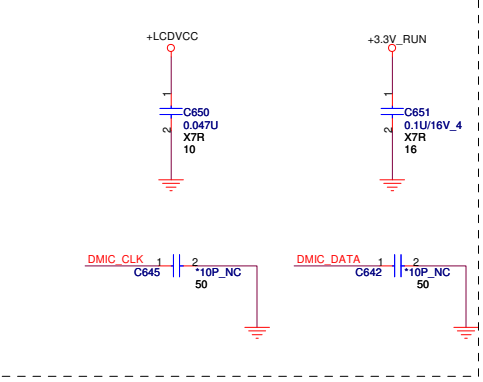 +LCDVCC
1
C650
0.047U
2
X7R
10
+3.3V_RUN
1
C651
0.1U/16V_4
2
X7R
16
DMIC_CLK 1 2
C645 *10P_NC
50
DMIC_DATA 1 2
C642 *10P_NC
50